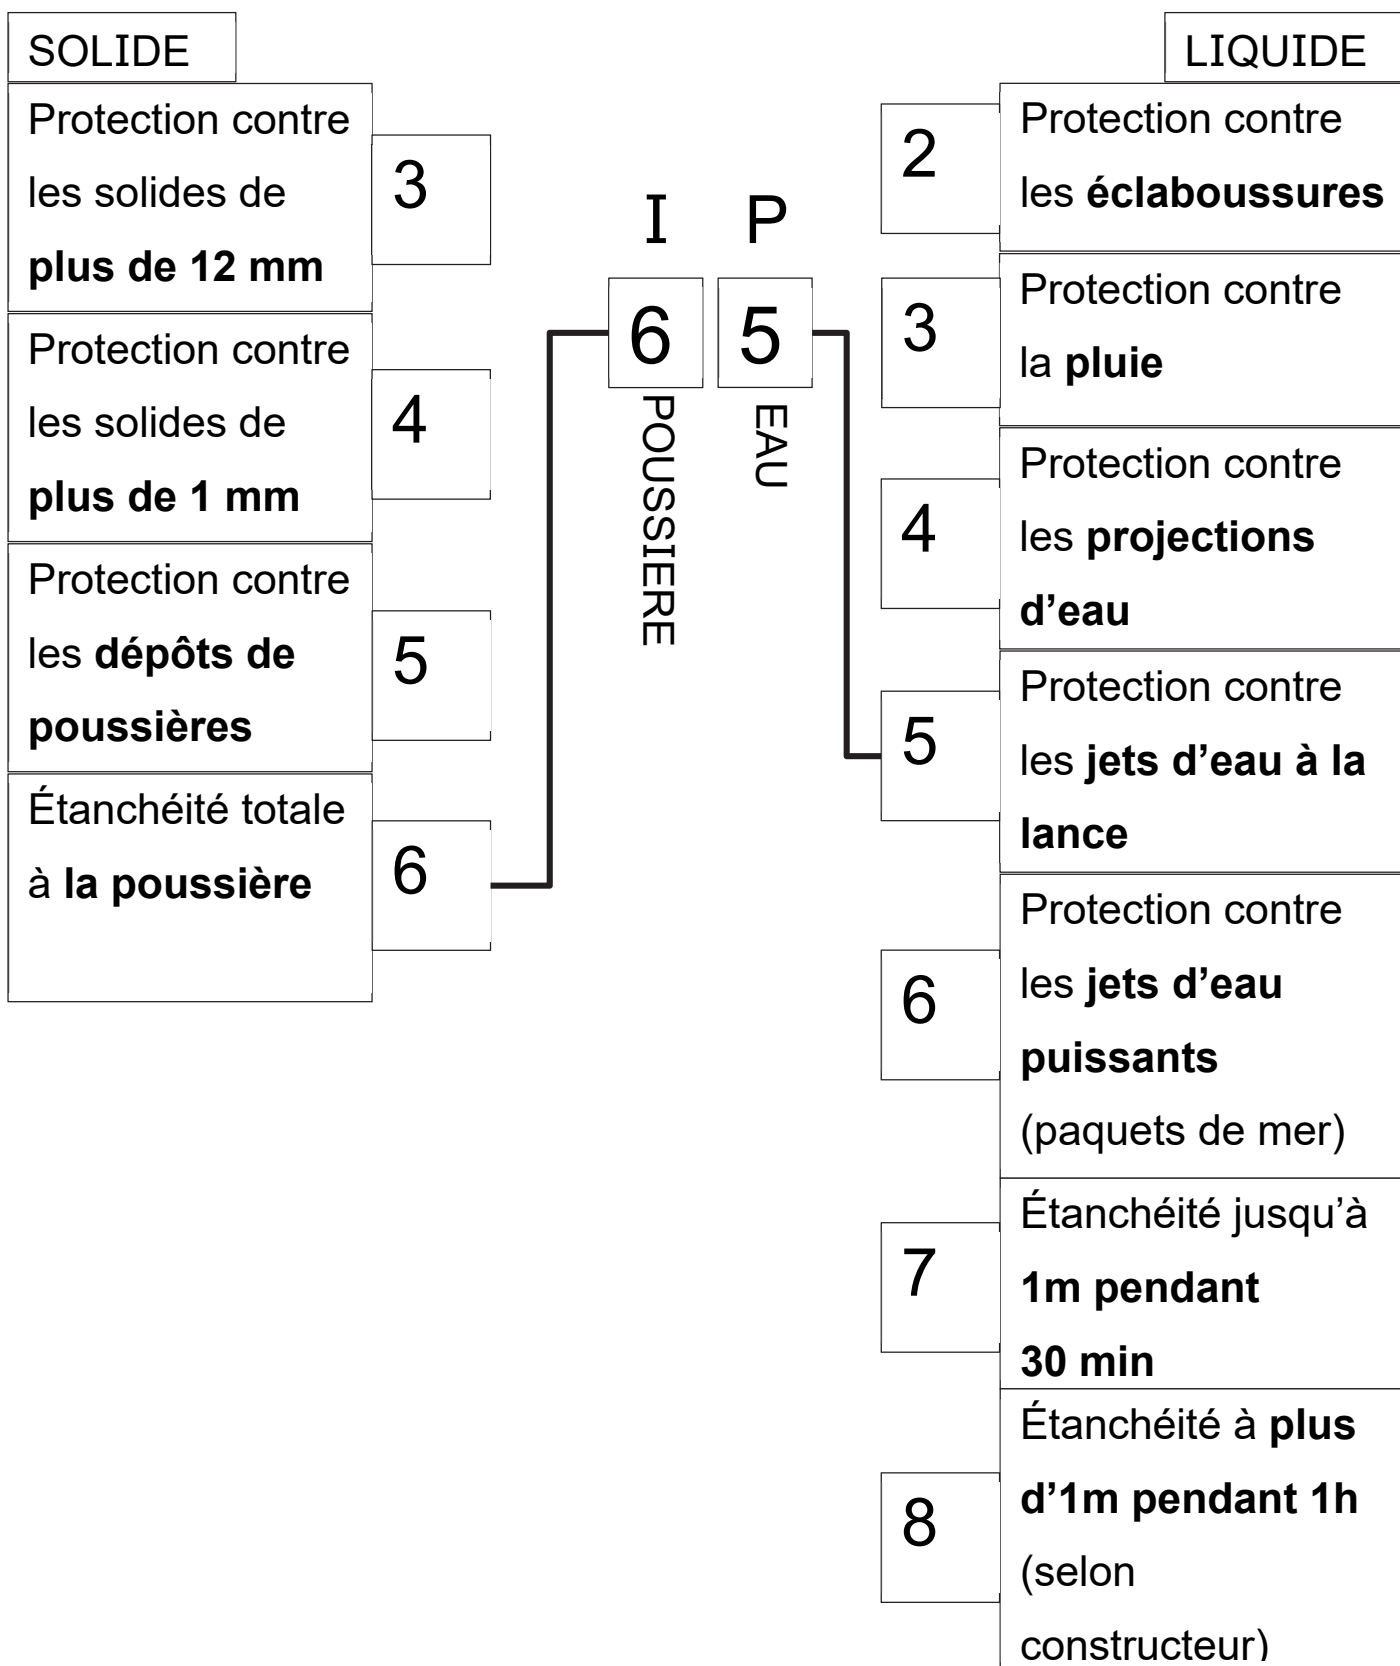 SOLIDE
Protection contre
les solides de
plus de 12 mm
3
Protection contre
les solides de
plus de 1 mm
4
Protection contre
les dépôts de
poussières
5
Étanchéité totale
à la poussière
6
I P
6 5
POUSSIERE
EAU
LIQUIDE
2
Protection contre
les éclaboussures
3
Protection contre
la pluie
4
Protection contre
les projections
d’eau
5
Protection contre
les jets d’eau à la
lance
6
Protection contre
les jets d’eau
puissants
(paquets de mer)
7
Étanchéité jusqu’à
1m pendant
30 min
8
Étanchéité à plus
d’1m pendant 1h
(selon
constructeur)